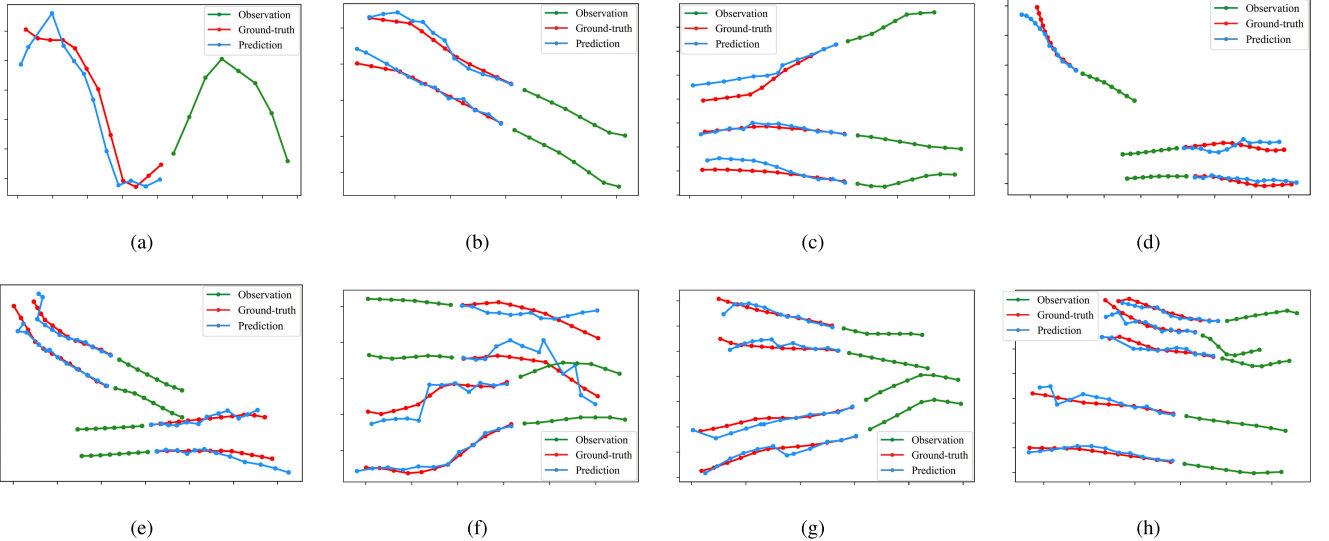 Observation
Ground-truth
Prediction
Observation
Ground-truth
Prediction
Observation
Ground-truth
Prediction
Observation
Ground-truth
Prediction
(a)
(b)
(c)
(d)
Observation
Ground-truth
Prediction
Observation
Ground-truth
Prediction
Observation
Ground-truth
Prediction
Observation
Ground-truth
Prediction
(e)
(f)
(g)
(h)